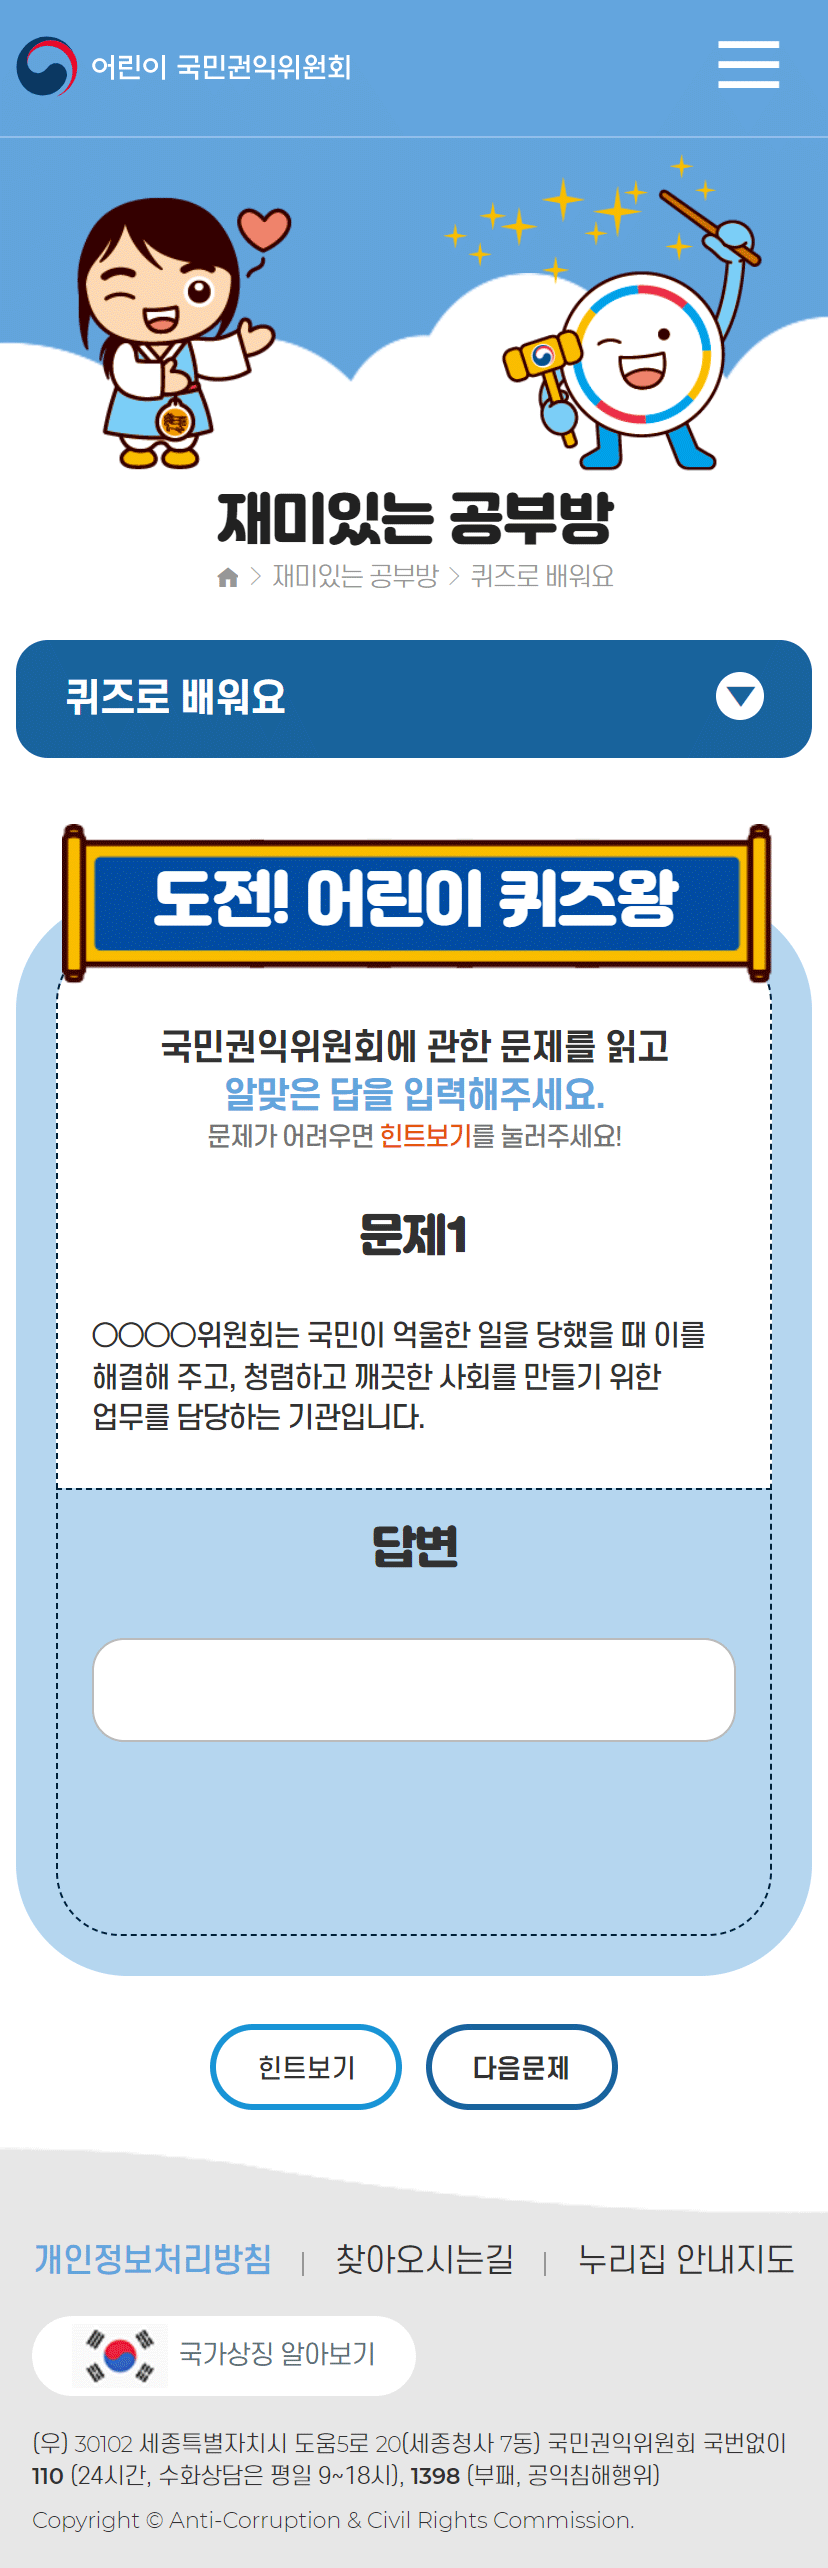 어린이 국민권익위원회
재미있는 공부방
재미있는 공부방 > 퀴즈로 배워요
퀴즈로 배워요
도전! 어린이 퀴즈왕
국민권익위원회에 관한 문제를 읽고
알맞은 답을 입력해주세요.
문제가 어려우면 힌트보기를 눌러주세요!
문제1
○○○○위원회는 국민이 억울한 일을 당했을 때 이를
해결해 주고, 청렴하고 깨끗한 사회를 만들기 위한
업무를 담당하는 기관입니다.
답변
힌트보기
다음문제
개인정보처리방침 | 찾아오시는길 | 누리집 안내지도
국가상징 알아보기
(우) 30102 세종특별자치시 도움5로 20(세종청사 7동) 국민권익위원회 국번없이
110 (24시간, 수화상담은 평일 9~18시), 1398 (부패, 공익침해행위)
Copyright © Anti-Corruption & Civil Rights Commission.